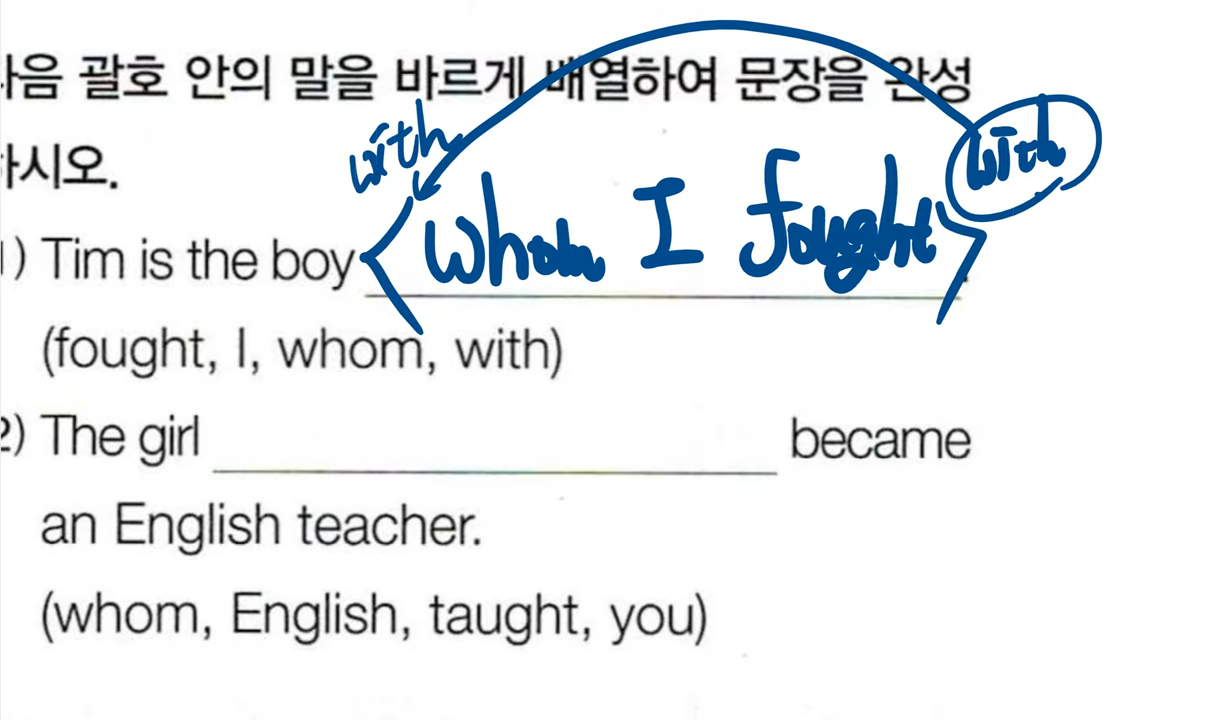 다음 괄호 안의 말을 바르게 배열하여 문장을 완성
하시오.
with
with
1) Tim is the boy < whom I fought > .
(fought, I, whom, with)
2) The girl ____________ became
an English teacher.
(whom, English, taught, you)